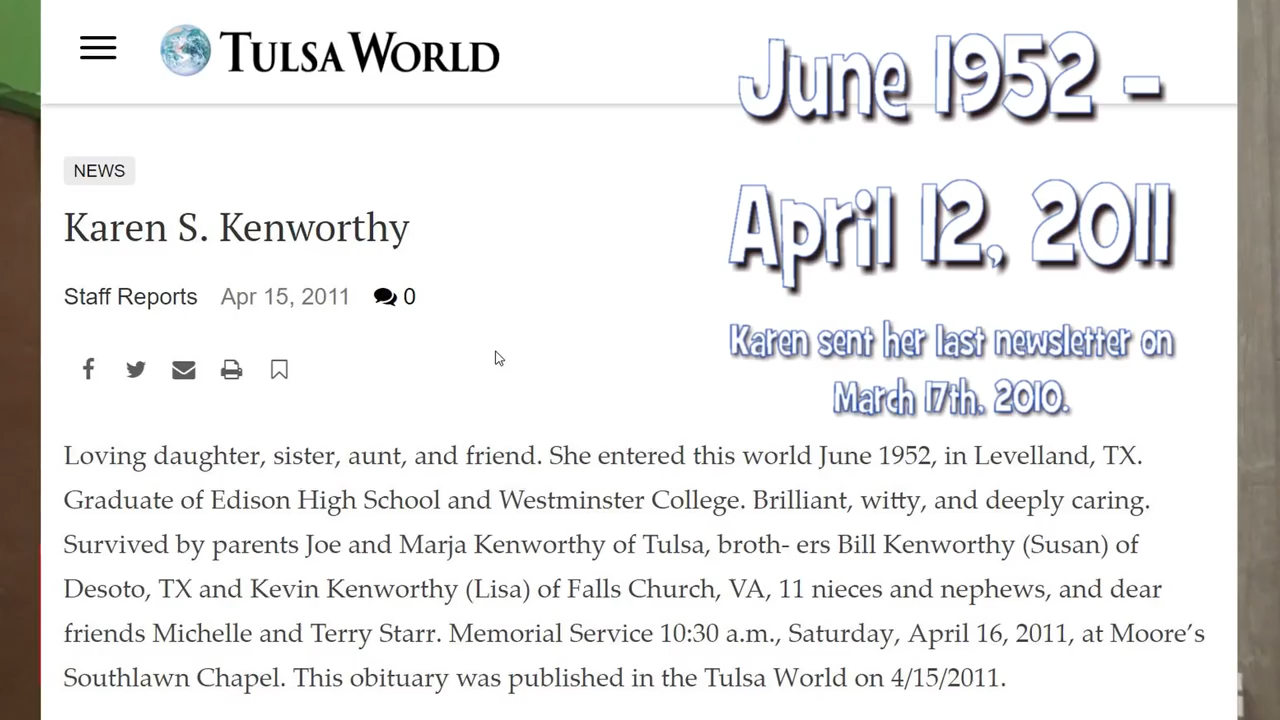 TULSA WORLD
June 1952 -
April 12, 2011
Karen sent her last newsletter on
March 17th, 2010.
NEWS
Karen S. Kenworthy
Staff Reports Apr 15, 2011 0
Loving daughter, sister, aunt, and friend. She entered this world June 1952, in Levelland, TX.
Graduate of Edison High School and Westminster College. Brilliant, witty, and deeply caring.
Survived by parents Joe and Marja Kenworthy of Tulsa, broth- ers Bill Kenworthy (Susan) of
Desoto, TX and Kevin Kenworthy (Lisa) of Falls Church, VA, 11 nieces and nephews, and dear
friends Michelle and Terry Starr. Memorial Service 10:30 a.m., Saturday, April 16, 2011, at Moore's
Southlawn Chapel. This obituary was published in the Tulsa World on 4/15/2011.